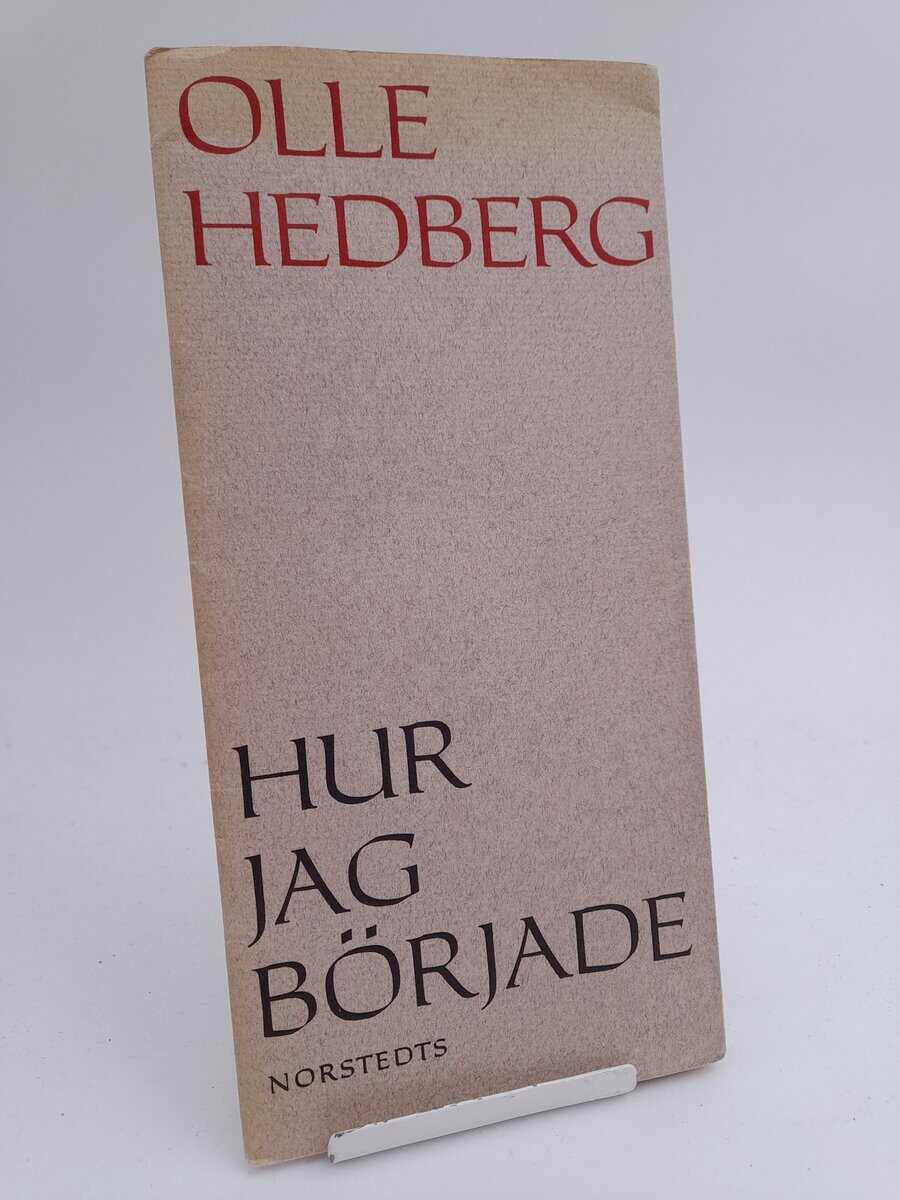 OLLE
HEDBERG
HUR
JAG
BÖRJADE
NORSTEDTS